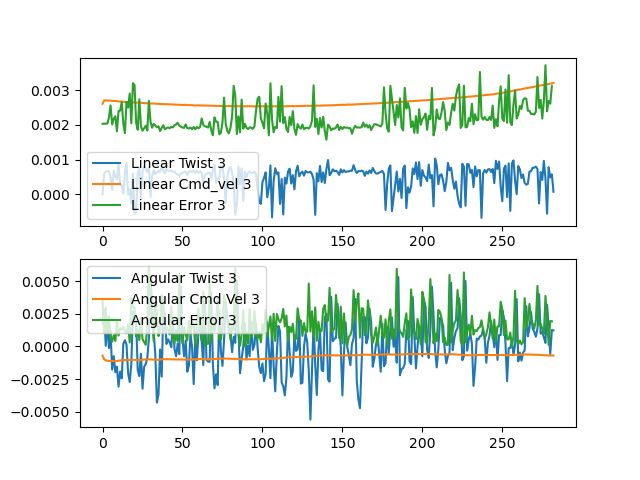 0.003
0.002
0.001
0.000
Linear Twist 3
Linear Cmd_vel 3
Linear Error 3
0 50 100 150 200 250
0.0050
0.0025
0.0000
−0.0025
−0.0050
Angular Twist 3
Angular Cmd Vel 3
Angular Error 3
0 50 100 150 200 250